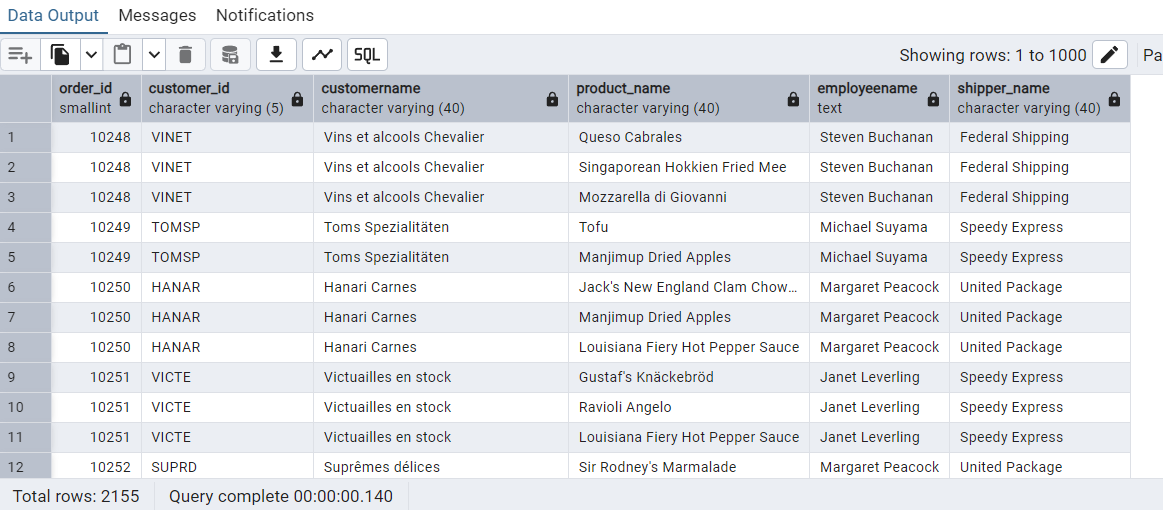 Data Output Messages Notifications
SQL Showing rows: 1 to 1000 Pa
order_id customer_id customername product_name employeename shipper_name
smallint character varying (5) character varying (40) character varying (40) text character varying (40)
1 10248 VINET Vins et alcools Chevalier Queso Cabrales Steven Buchanan Federal Shipping
2 10248 VINET Vins et alcools Chevalier Singaporean Hokkien Fried Mee Steven Buchanan Federal Shipping
3 10248 VINET Vins et alcools Chevalier Mozzarella di Giovanni Steven Buchanan Federal Shipping
4 10249 TOMSP Toms Spezialitäten Tofu Michael Suyama Speedy Express
5 10249 TOMSP Toms Spezialitäten Manjimup Dried Apples Michael Suyama Speedy Express
6 10250 HANAR Hanari Carnes Jack's New England Clam Chow... Margaret Peacock United Package
7 10250 HANAR Hanari Carnes Manjimup Dried Apples Margaret Peacock United Package
8 10250 HANAR Hanari Carnes Louisiana Fiery Hot Pepper Sauce Margaret Peacock United Package
9 10251 VICTE Victuailles en stock Gustaf's Knäckebröd Janet Leverling Speedy Express
10 10251 VICTE Victuailles en stock Ravioli Angelo Janet Leverling Speedy Express
11 10251 VICTE Victuailles en stock Louisiana Fiery Hot Pepper Sauce Janet Leverling Speedy Express
12 10252 SUPRD Suprêmes délices Sir Rodney's Marmalade Margaret Peacock United Package
Total rows: 2155 Query complete 00:00:00.140